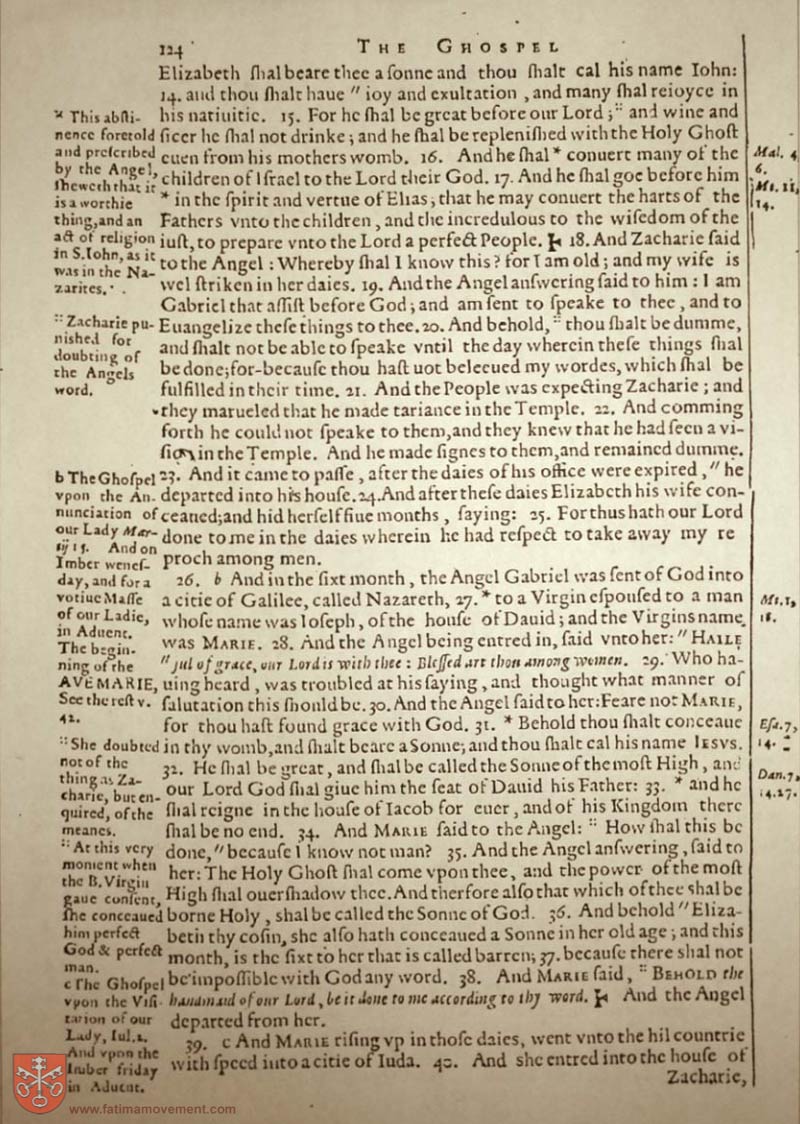 124 THE GHOSPEL
Elizabeth ſhal beare thee a ſonne and thou ſhalt cal his name Iohn:
14. and thou ſhalt haue " ioy and exultation , and many ſhal reioyce in
his natiuitie. 15. For he ſhal be great before our Lord ; :: and wine and
ſicer he ſhal not drinke ; and he ſhal be repleniſhed with the Holy Ghoſt
euen from his mothers womb. 16. And he ſhal * conuert many of the
children of Iſrael to the Lord their God. 17. And he ſhal goe before him
* in the ſpirit and vertue of Elias ; that he may conuert the harts of the
Fathers vnto the children , and the incredulous to the wiſedom of the
iuſt, to prepare vnto the Lord a perfect People. 18. And Zacharie ſaid
to the Angel : Whereby ſhal I know this ? for I am old ; and my wife is
wel ſtriken in her daies. 19. And the Angel anſwering ſaid to him : I am
Gabriel that aſſiſt before God ; and am ſent to ſpeake to thee , and to
Euangelize theſe things to thee. 20. And behold, :: thou ſhalt be dumme,
and ſhalt not be able to ſpeake vntil the day wherein theſe things ſhal
be done; for-becauſe thou haſt uot beleeued my wordes, which ſhal be
fulfilled in their time. 21. And the People was expecting Zacharie ; and
they marueled that he made tariance in the Temple. 22. And comming
forth he could not ſpeake to them, and they knew that he had ſeen a vi-
ſion in the Temple. And he made ſignes to them, and remained dumme.
23. And it came to paſſe , after the daies of his office were expired , " he
departed into his houſe. 24. And after theſe daies Elizabeth his wife con-
ceaued; and hid herſelf fiue months , ſaying: 25. For thus hath our Lord
done to me in the daies wherein he had reſpect to take away my re
proch among men.
26. b And in the ſixt month , the Angel Gabriel was ſent of God into
a citie of Galilee, called Nazareth, 27. * to a Virgin eſpouſed to a man
whoſe name was Ioſeph, of the houſe of Dauid ; and the Virgins name
was MARIE. 28. And the Angel being entred in, ſaid vnto her: " HAILE
" ful of grace, our Lord is with thee : Bleſſed art thou among women. 29. Who ha-
uing heard , was troubled at his ſaying , and thought what manner of
ſalutation this ſhould be. 30. And the Angel ſaid to her: Feare not MARIE,
for thou haſt found grace with God. 31. * Behold thou ſhalt conceaue
in thy womb, and ſhalt beare a Sonne; and thou ſhalt cal his name IESVS.
32. He ſhal be great , and ſhal be called the Sonne of the moſt High , and
our Lord God ſhal giue him the ſeat of Dauid his Father: 33. * and he
ſhal reigne in the houſe of Iacob for euer, and of his Kingdom there
ſhal be no end. 34. And MARIE ſaid to the Angel: :: How ſhal this be
done, " becauſe I know not man? 35. And the Angel anſwering , ſaid to
her: The Holy Ghoſt ſhal come vpon thee, and the power of the moſt
High ſhal ouerſhadow thee. And therfore alſo that which of thee ſhal be
borne Holy , shal be called the Sonne of God. 36. And behold " Eliza-
beth thy coſin, she alſo hath conceaued a Sonne in her old age ; and this
month, is the ſixt to her that is called barren; 37. becauſe there shal not
be impoſſible with God any word. 38. And MARIE ſaid , :: BEHOLD the
handmaid of our Lord , be it done to me according to thy word. And the Angel
departed from her.
39. c And MARIE riſing vp in thoſe daies, went vnto the hil countrie
with ſpeed into a citie of Iuda. 40. And she entred into the houſe of
Zacharie,
:: This abſti-
nence foretold
and preſcribed
by the Angel,
ſheweth that it
is a worthie
thing, and an
act of religion
in S. Iohn, as it
was in the Na-
zarites.
:: Zacharie pu-
niſhed for
doubting of
the Angels
word.
b The Ghoſpel
vpon the An-
nunciation of
our Lady Mar-
And on
Imber weneſ-
day, and for a
votiue Maſſe
of our Ladie,
in Aduent.
The begin-
ning of the
AVE MARIE,
See the reſt v.
42.
:: She doubted
not of the
thing as Za-
charie, but en-
quired, of the
meanes.
:: At this very
moment when
the B. Virgin
gaue conſent,
ſhe conceaued
him perfect
God & perfect
man.
c The Ghoſpel
vpon the Viſi-
tation of our
Lady, Iul. 2.
And vpon the
Imber friday
in Aduent.
Mal. 4,
6.
Mt. 11,
14.
Mt. 1,
18.
Eſa. 7,
14.
Dan. 7,
14. 27.
www.fatimamovement.com